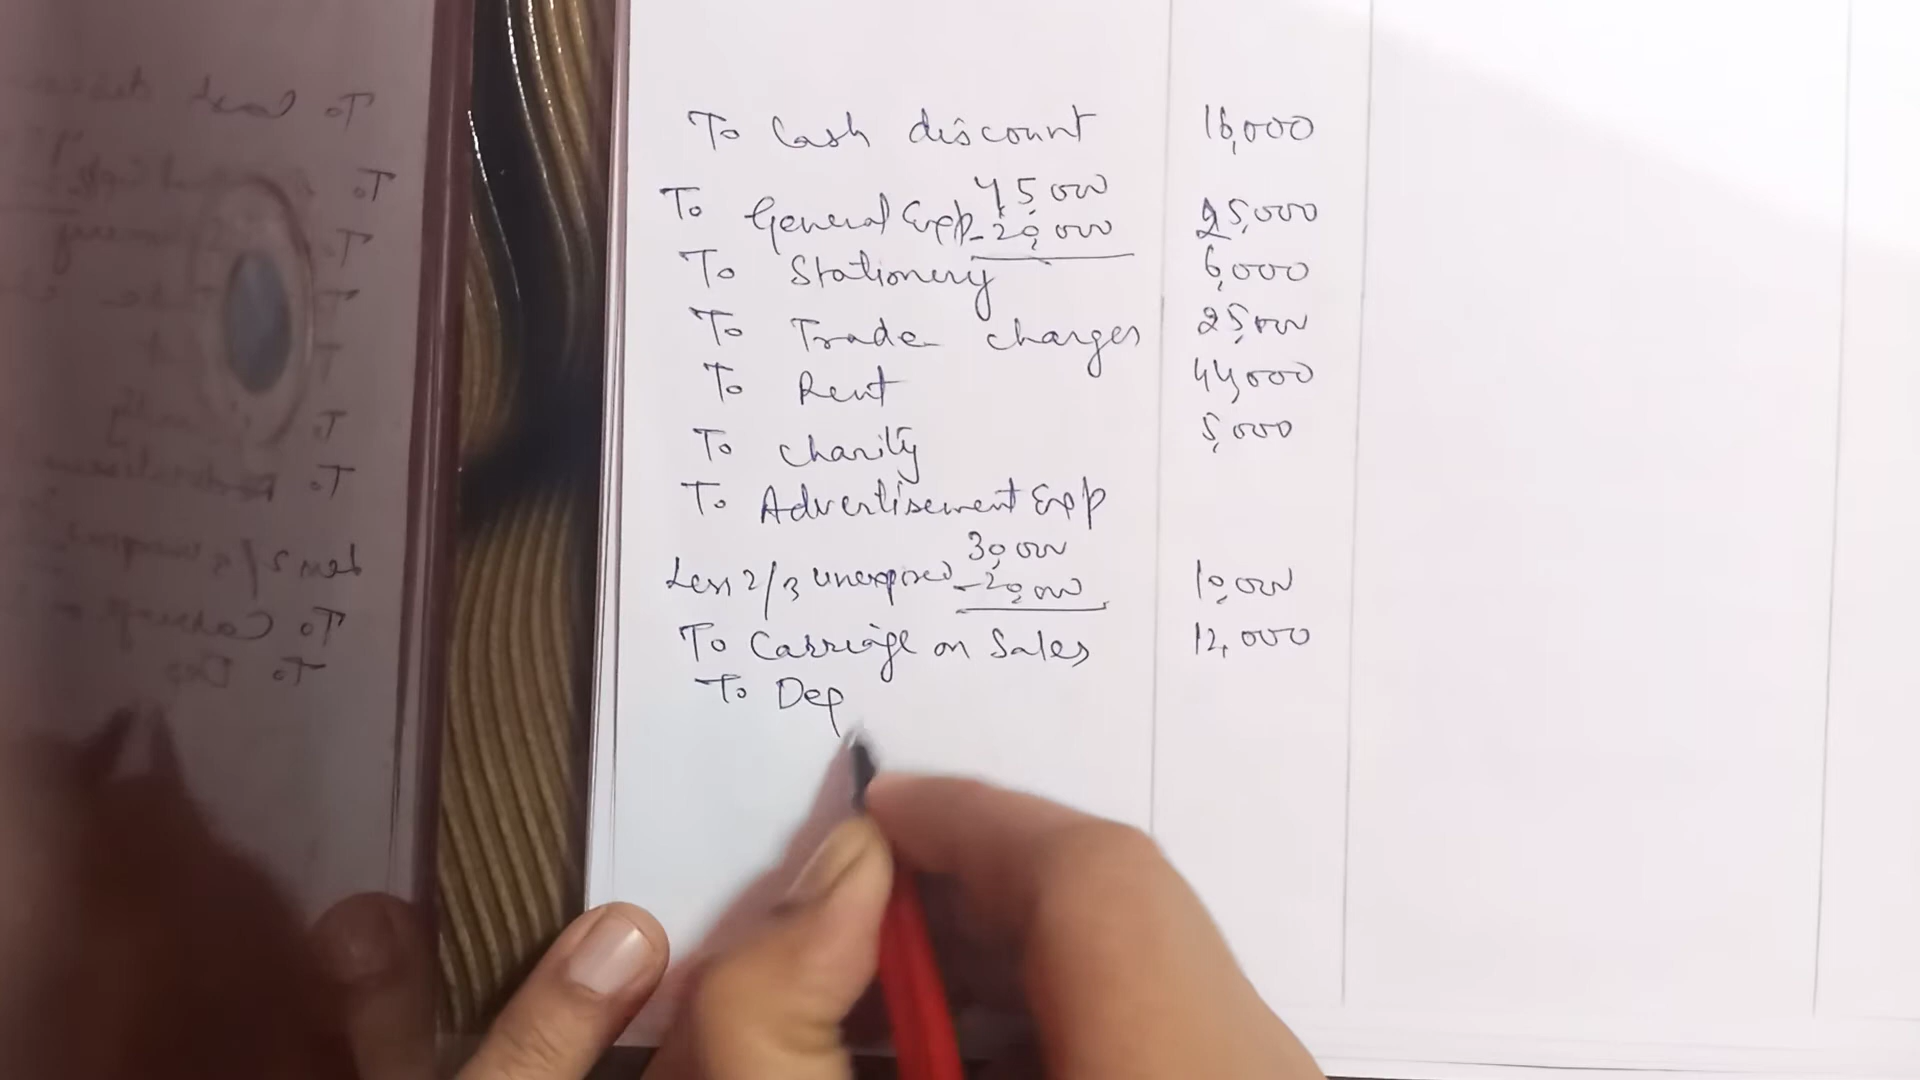 To Cash discount 16,000
To General Exp 45,000
-20,000 25,000
To Stationery 6,000
To Trade charges 25,000
To Rent 44,000
To Charity 5,000
To Advertisement Exp
30,000
Less 2/3 unexpired -20,000 10,000
To Carriage on Sales 12,000
To Dep